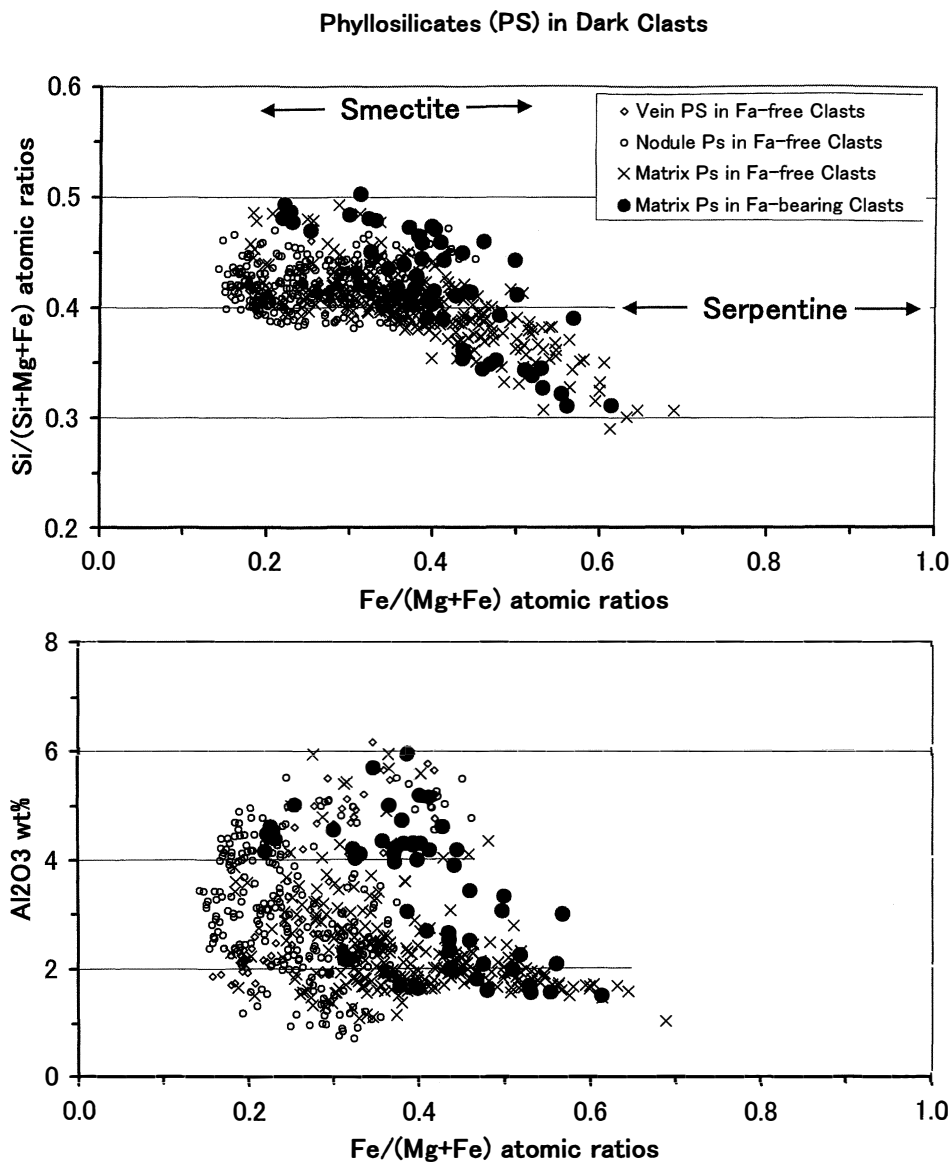 Phyllosilicates (PS) in Dark Clasts
0.6
Smectite
◇ Vein PS in Fa-free Clasts
○ Nodule Ps in Fa-free Clasts
× Matrix Ps in Fa-free Clasts
● Matrix Ps in Fa-bearing Clasts
0.5
0.4
Serpentine
0.3
0.2
Si/(Si+Mg+Fe) atomic ratios
0.0 0.2 0.4 0.6 0.8 1.0
Fe/(Mg+Fe) atomic ratios
8
6
4
2
0
Al2O3 wt%
0.0 0.2 0.4 0.6 0.8 1.0
Fe/(Mg+Fe) atomic ratios